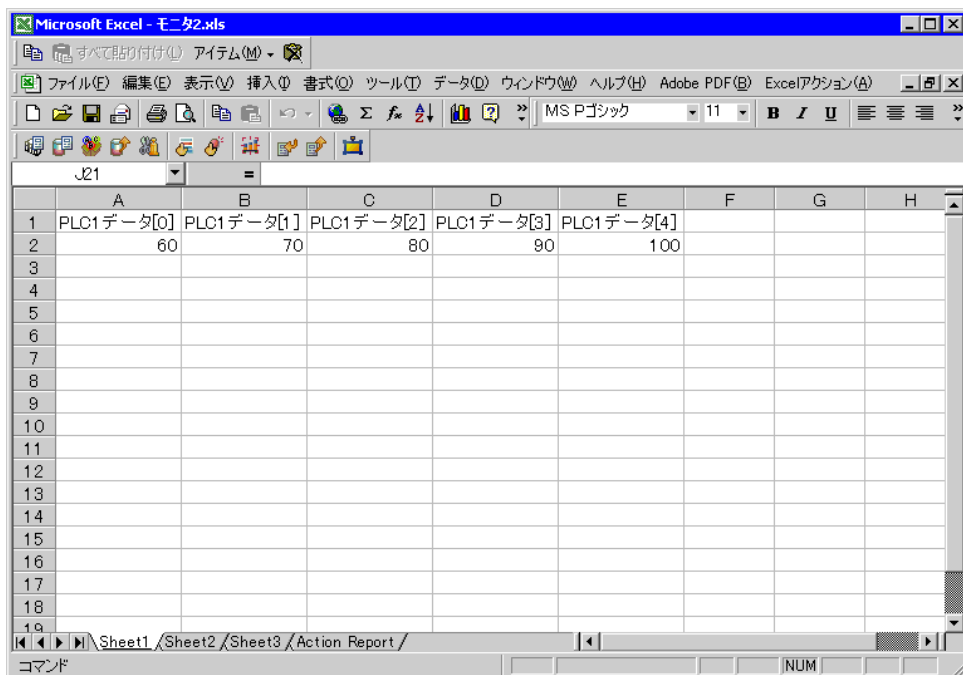 Microsoft Excel - モニタ2.xls
すべて貼り付け(L) アイテム(M)
ファイル(F) 編集(E) 表示(V) 挿入(I) 書式(O) ツール(T) データ(D) ウィンドウ(W) ヘルプ(H) Adobe PDF(B) Excelアクション(A)
MS Pゴシック 11 B I U
J21 =
A B C D E F G H
1 PLC1データ[0] PLC1データ[1] PLC1データ[2] PLC1データ[3] PLC1データ[4]
2 60 70 80 90 100
3
4
5
6
7
8
9
10
11
12
13
14
15
16
17
18
19
Sheet1 Sheet2 Sheet3 Action Report
コマンド NUM